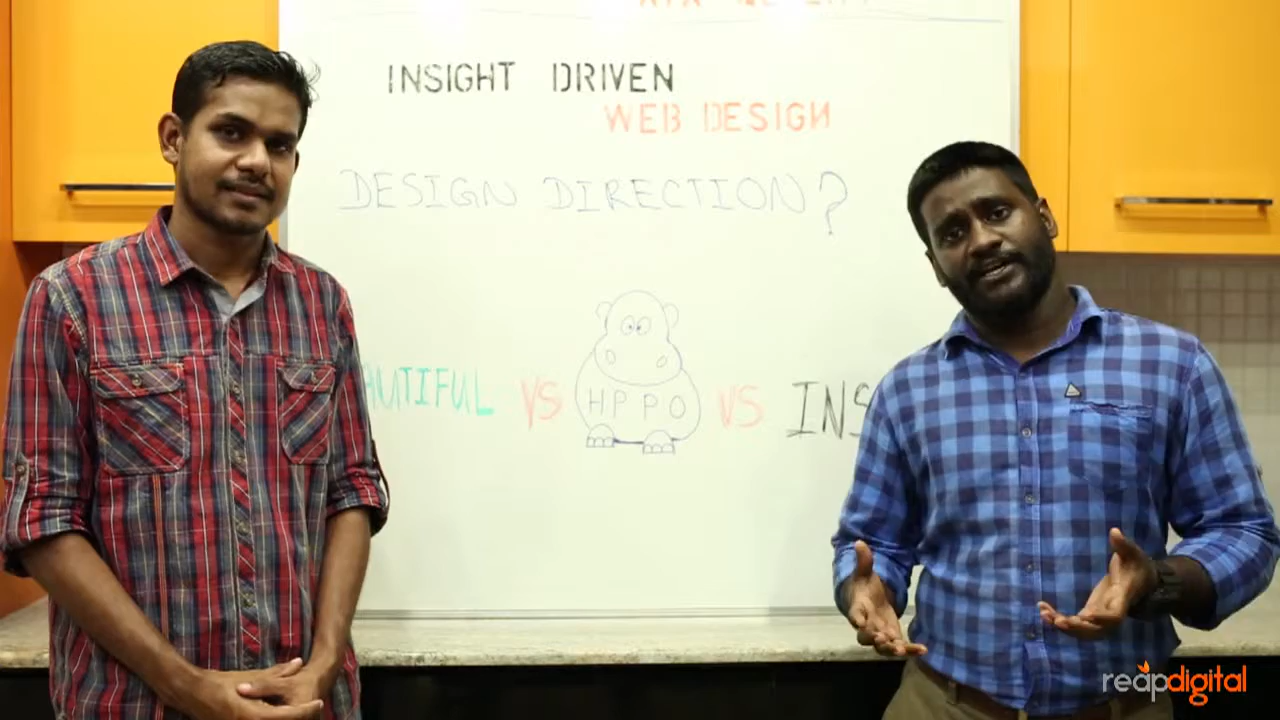 INSIGHT DRIVEN
WEB DESIGN
DESIGN DIRECTION?
VS HPPO VS
reapdigital